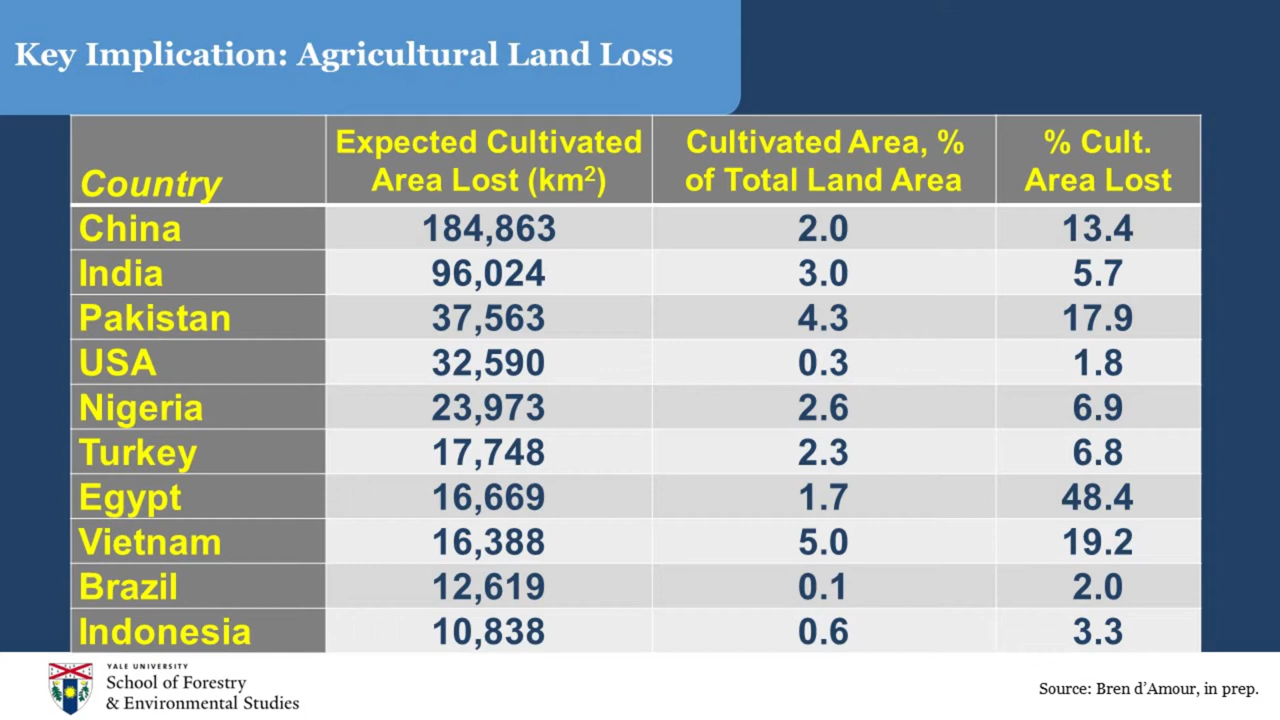 Key Implication: Agricultural Land Loss
Country
Expected Cultivated
Area Lost (km²)
Cultivated Area, %
of Total Land Area
% Cult.
Area Lost
China 184,863 2.0 13.4
India 96,024 3.0 5.7
Pakistan 37,563 4.3 17.9
USA 32,590 0.3 1.8
Nigeria 23,973 2.6 6.9
Turkey 17,748 2.3 6.8
Egypt 16,669 1.7 48.4
Vietnam 16,388 5.0 19.2
Brazil 12,619 0.1 2.0
Indonesia 10,838 0.6 3.3
YALE UNIVERSITY
School of Forestry
& Environmental Studies
Source: Bren d’Amour, in prep.